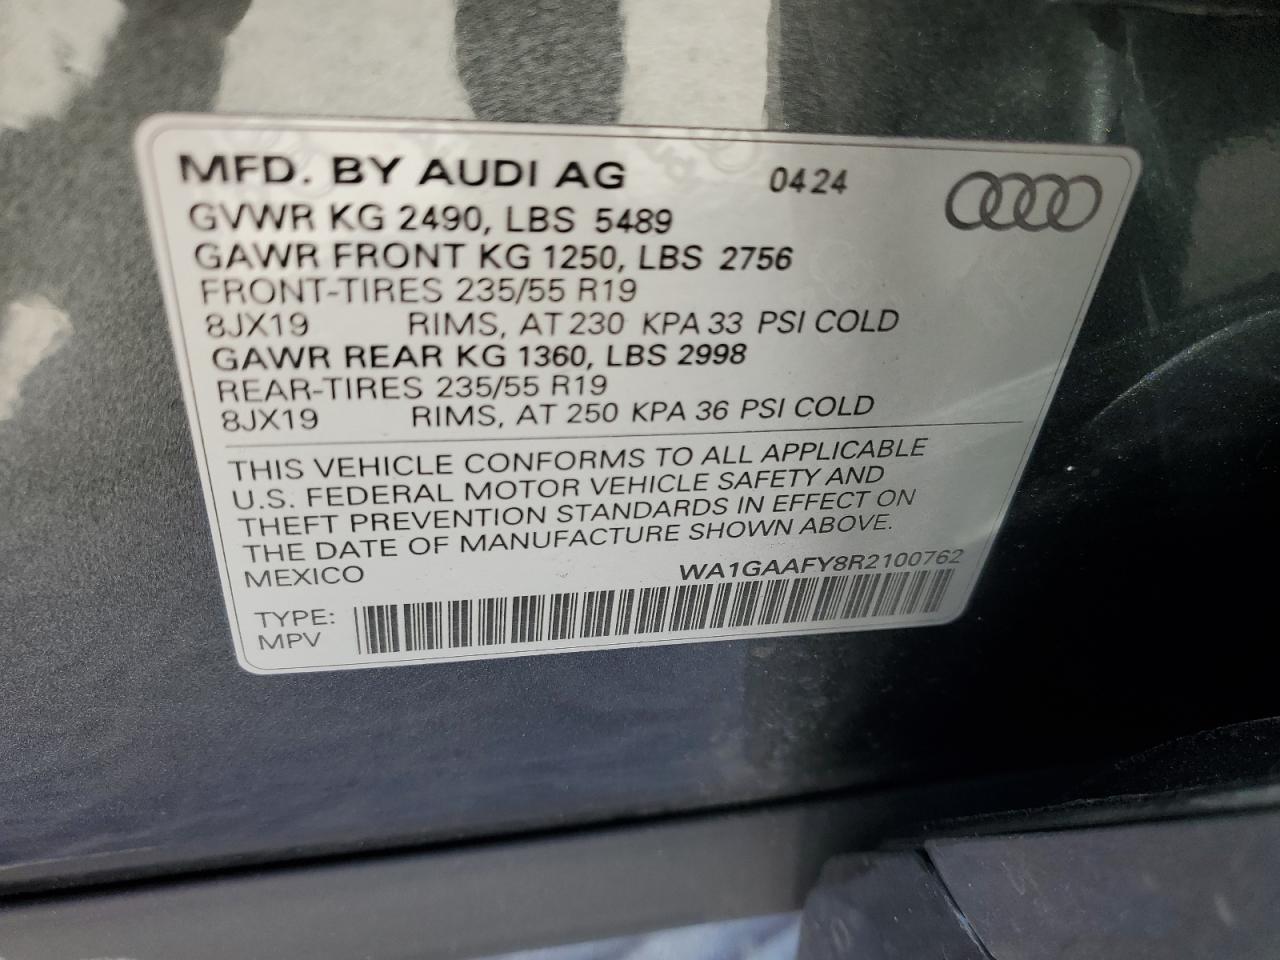 MFD. BY AUDI AG 04 24
GVWR KG 2490, LBS 5489
GAWR FRONT KG 1250, LBS 2756
FRONT-TIRES 235/55 R19
8JX19 RIMS, AT 230 KPA 33 PSI COLD
GAWR REAR KG 1360, LBS 2998
REAR-TIRES 235/55 R19
8JX19 RIMS, AT 250 KPA 36 PSI COLD
THIS VEHICLE CONFORMS TO ALL APPLICABLE
U.S. FEDERAL MOTOR VEHICLE SAFETY AND
THEFT PREVENTION STANDARDS IN EFFECT ON
THE DATE OF MANUFACTURE SHOWN ABOVE.
MEXICO WA1GAAFY8R2100762
TYPE:
MPV